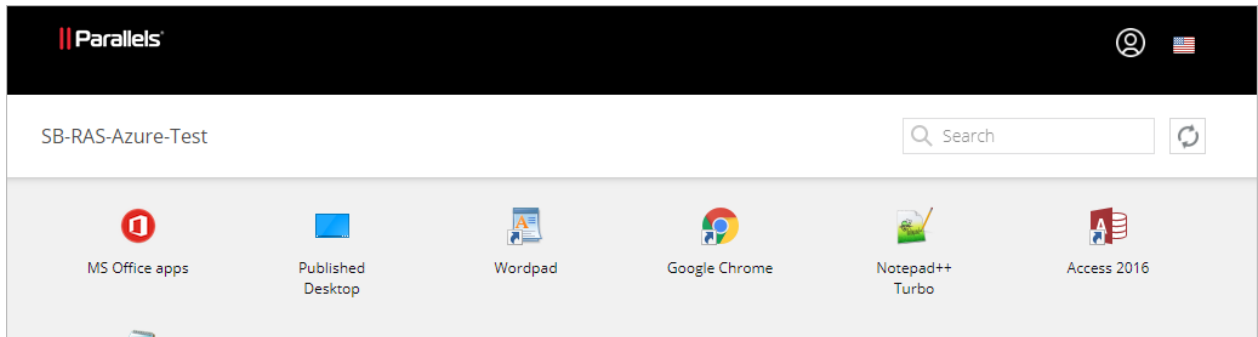 Parallels
SB-RAS-Azure-Test
Search
MS Office apps
Published
Desktop
Wordpad
Google Chrome
Notepad++
Turbo
Access 2016